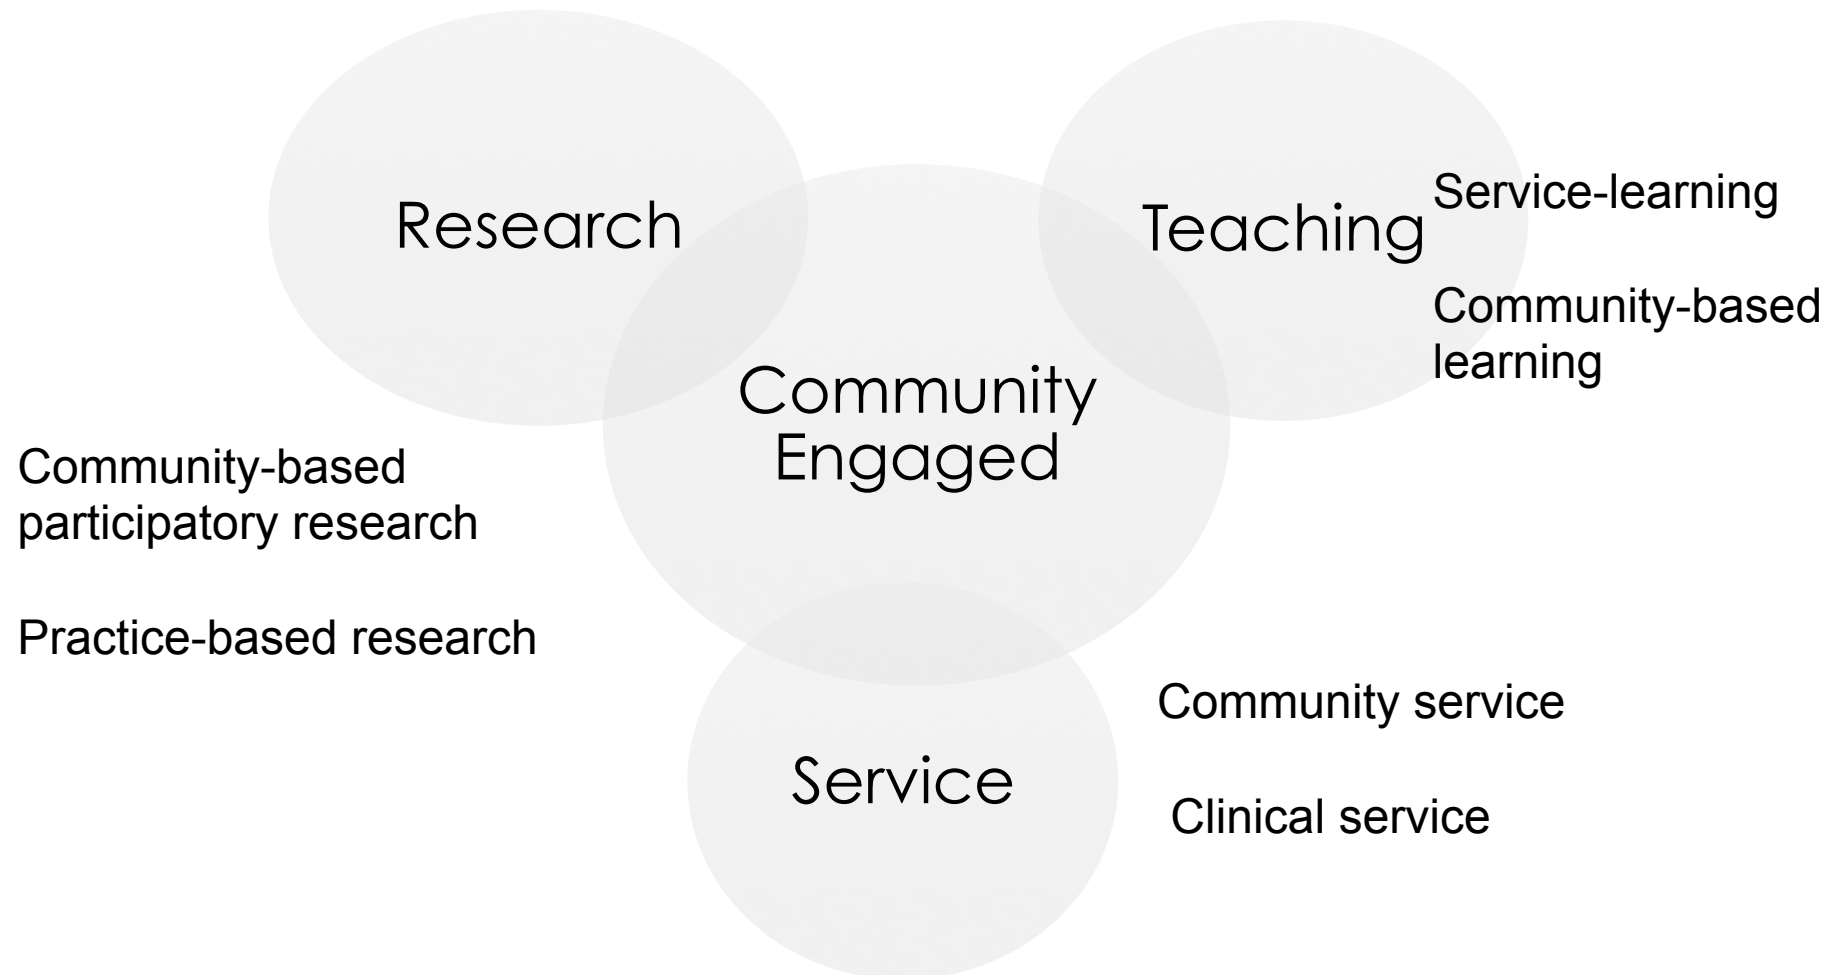 Research
Teaching
Service-learning
Community-based
learning
Community
Engaged
Community-based
participatory research
Practice-based research
Community service
Service
Clinical service